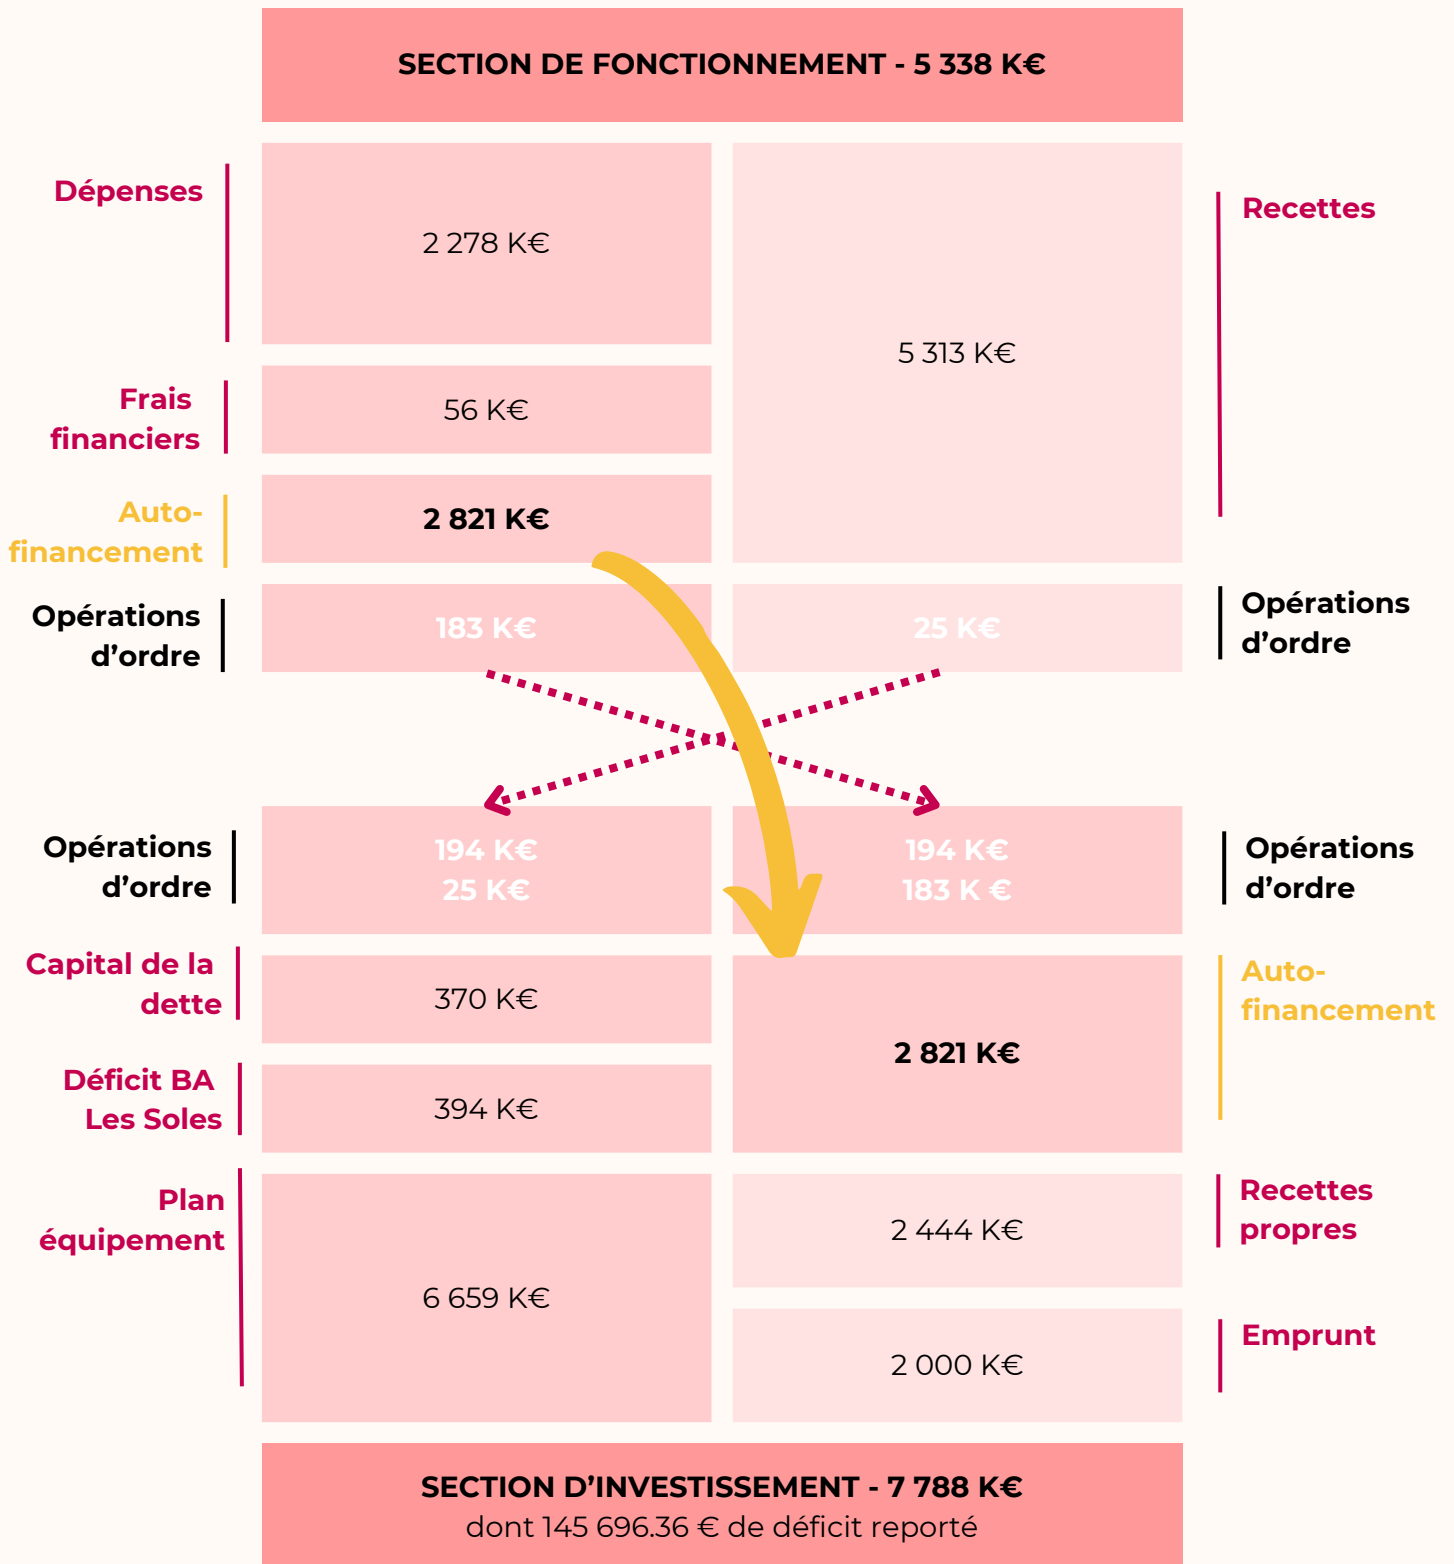 SECTION DE FONCTIONNEMENT - 5 338 K€
Dépenses
2 278 K€
Recettes
5 313 K€
Frais
financiers
56 K€
Auto-
financement
2 821 K€
Opérations
d’ordre
183 K€
25 K€
Opérations
d’ordre
Opérations
d’ordre
194 K€
25 K€
194 K€
183 K €
Opérations
d’ordre
Capital de la
dette
370 K€
Auto-
financement
2 821 K€
Déficit BA
Les Soles
394 K€
Plan
équipement
6 659 K€
2 444 K€
Recettes
propres
2 000 K€
Emprunt
SECTION D’INVESTISSEMENT - 7 788 K€
dont 145 696.36 € de déficit reporté